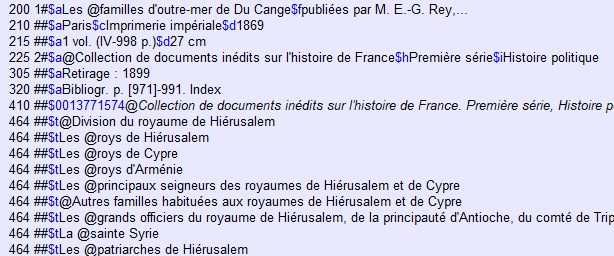 200 1#$aLes @familles d'outre-mer de Du Cange$fpubliées par M. E.-G. Rey,...
210 ##$aParis$cImprimerie impériale$d1869
215 ##$a1 vol. (IV-998 p.)$d27 cm
225 2#$a@Collection de documents inédits sur l'histoire de France$hPremière série$iHistoire politique
305 ##$aRetirage : 1899
320 ##$aBibliogr. p. [971]-991. Index
410 ##$0013771574@Collection de documents inédits sur l'histoire de France. Première série, Histoire p
464 ##$t@Division du royaume de Hiérusalem
464 ##$tLes @roys de Hiérusalem
464 ##$tLes @roys de Cypre
464 ##$tLes @roys d'Arménie
464 ##$tLes @principaux seigneurs des royaumes de Hiérusalem et de Cypre
464 ##$t@Autres familles habituées aux royaumes de Hiérusalem et de Cypre
464 ##$tLes @grands officiers du royaume de Hiérusalem, de la principauté d'Antioche, du comté de Trip
464 ##$tLa @sainte Syrie
464 ##$tLes @patriarches de Hiérusalem